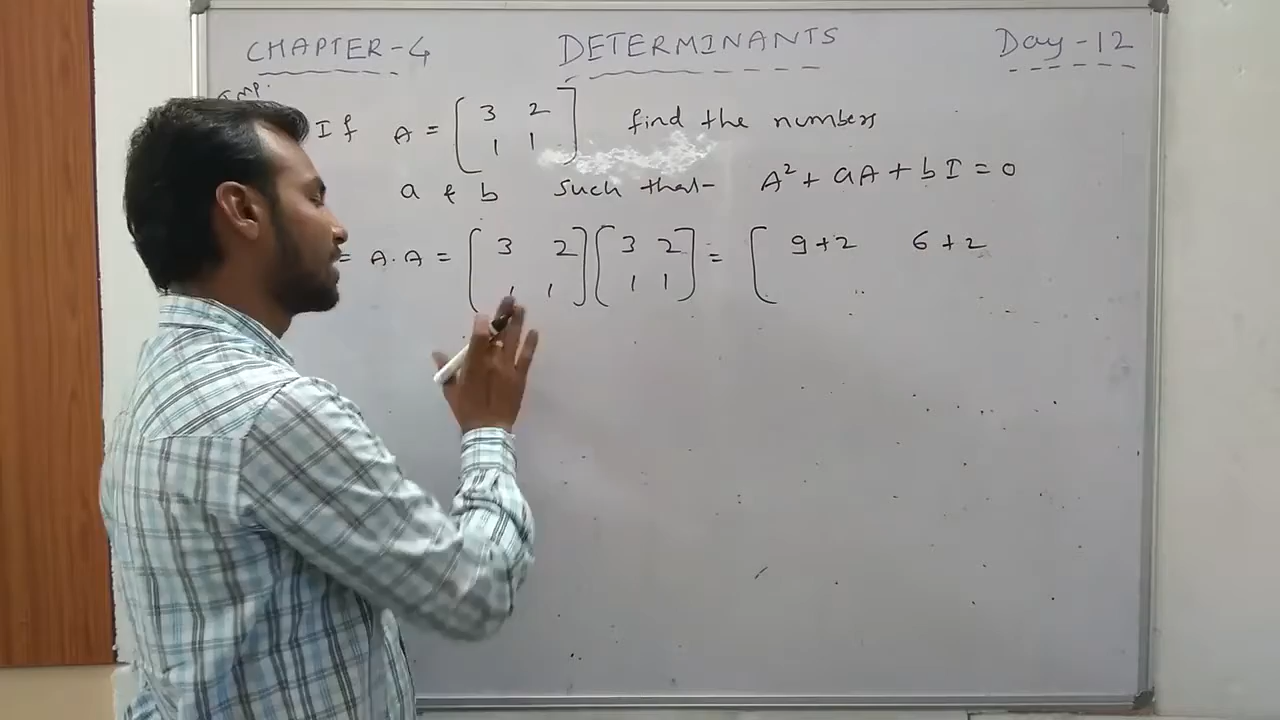 CHAPTER-4 DETERMINANTS Day-12
Imp.
If A = [ 3 2 find the numbers
1 1 ]
a & b such that A² + aA + bI = 0
= A.A = [ 3 2 ] [ 3 2 ] = [ 9+2 6+2
1 1 1 1